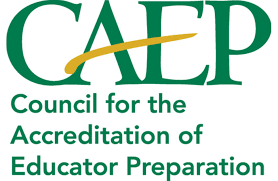 CAEP
Council for the
Accreditation of
Educator Preparation